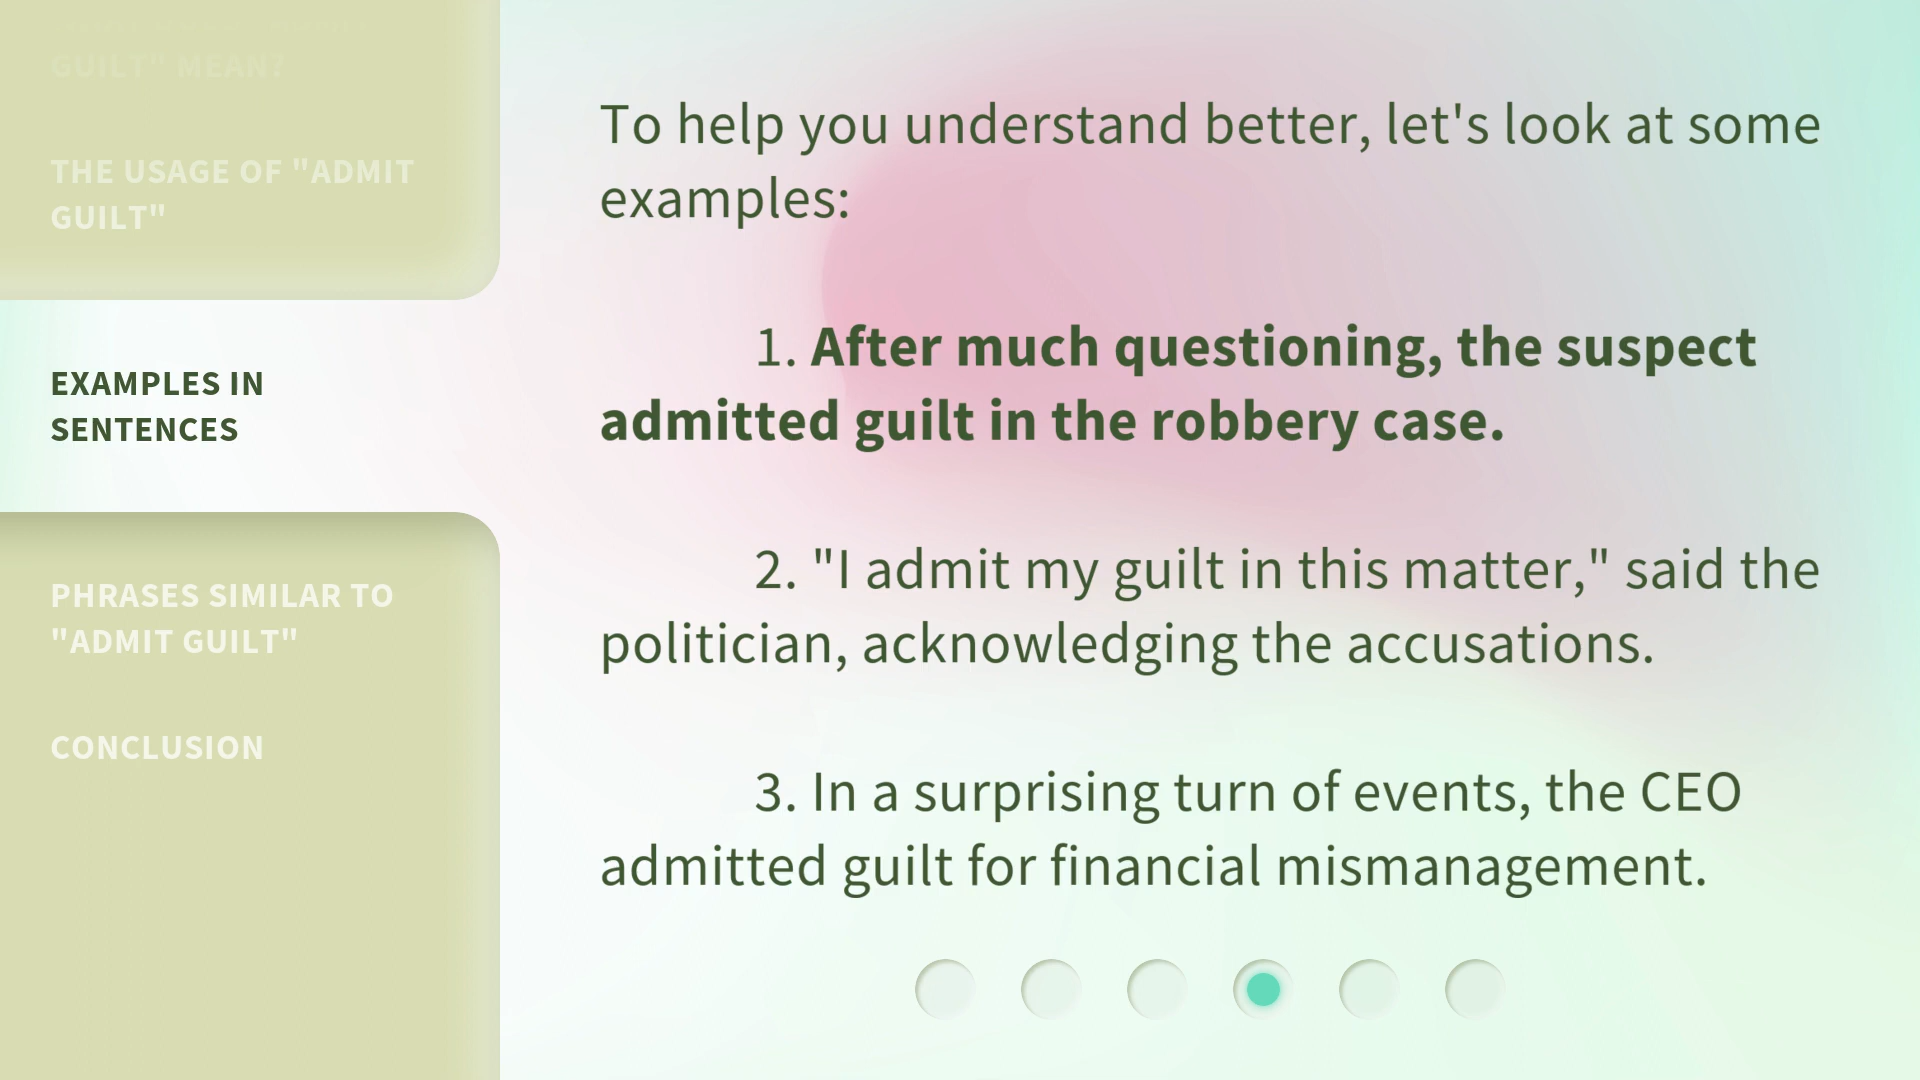 GUILT" MEAN?
THE USAGE OF "ADMIT
GUILT"
EXAMPLES IN
SENTENCES
PHRASES SIMILAR TO
"ADMIT GUILT"
CONCLUSION
To help you understand better, let's look at some
examples:
1. After much questioning, the suspect
admitted guilt in the robbery case.
2. "I admit my guilt in this matter," said the
politician, acknowledging the accusations.
3. In a surprising turn of events, the CEO
admitted guilt for financial mismanagement.